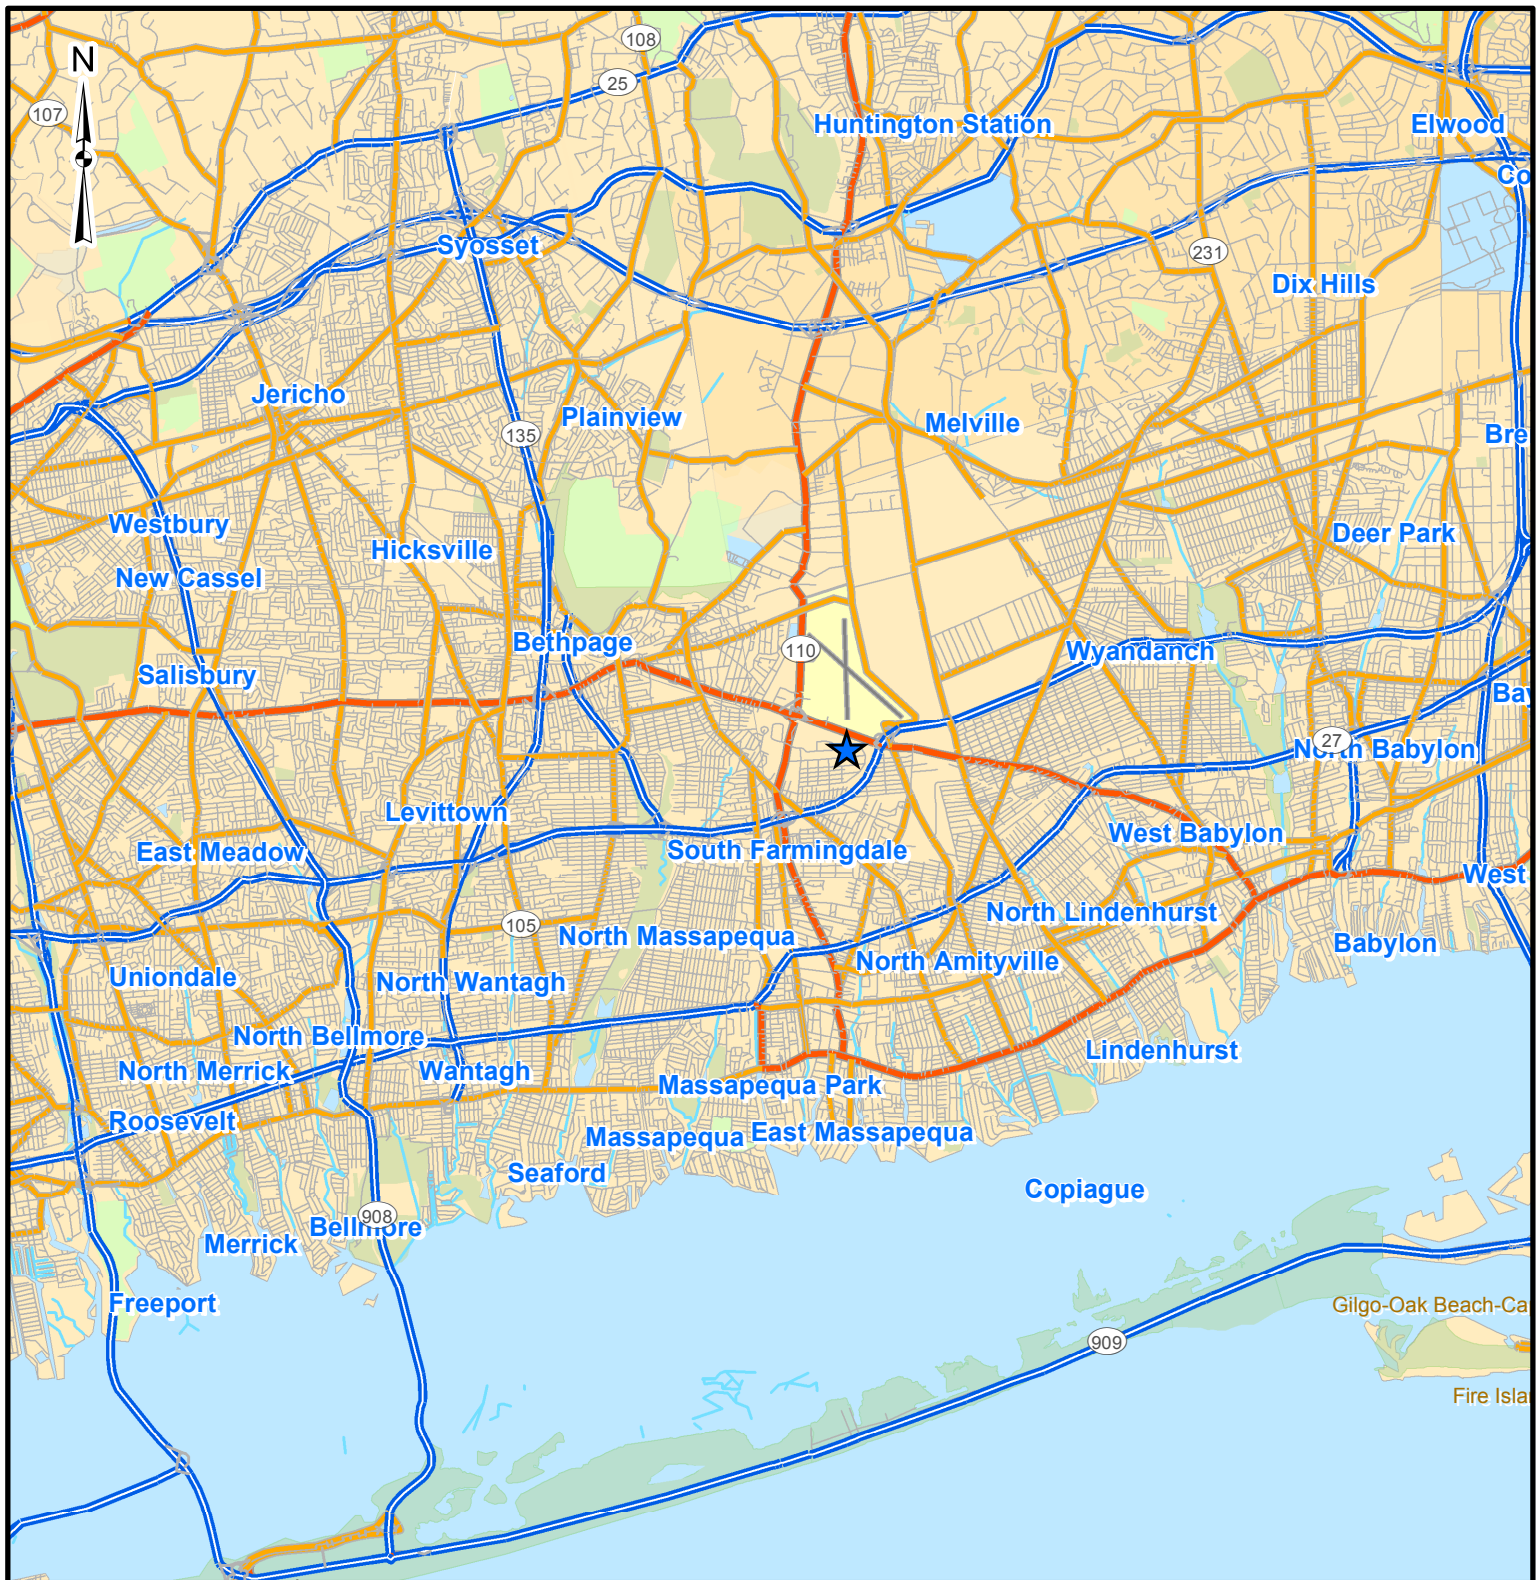 108
N
25
107
Huntington Station
Elwood
Co
Syosset
231
Dix Hills
Jericho
Plainview
Melville
135
Bre
Westbury
Deer Park
Hicksville
New Cassel
Bethpage
110
Wyandanch
Salisbury
Bay
27
North Babylon
Levittown
West Babylon
East Meadow
South Farmingdale
West
105
North Lindenhurst
North Massapequa
Babylon
North Amityville
Uniondale
North Wantagh
North Bellmore
Lindenhurst
North Merrick
Wantagh
Massapequa Park
Roosevelt
Massapequa
East Massapequa
Seaford
Copiague
908
Bellmore
Merrick
Freeport
Gilgo-Oak Beach-Ca
909
Fire Isla